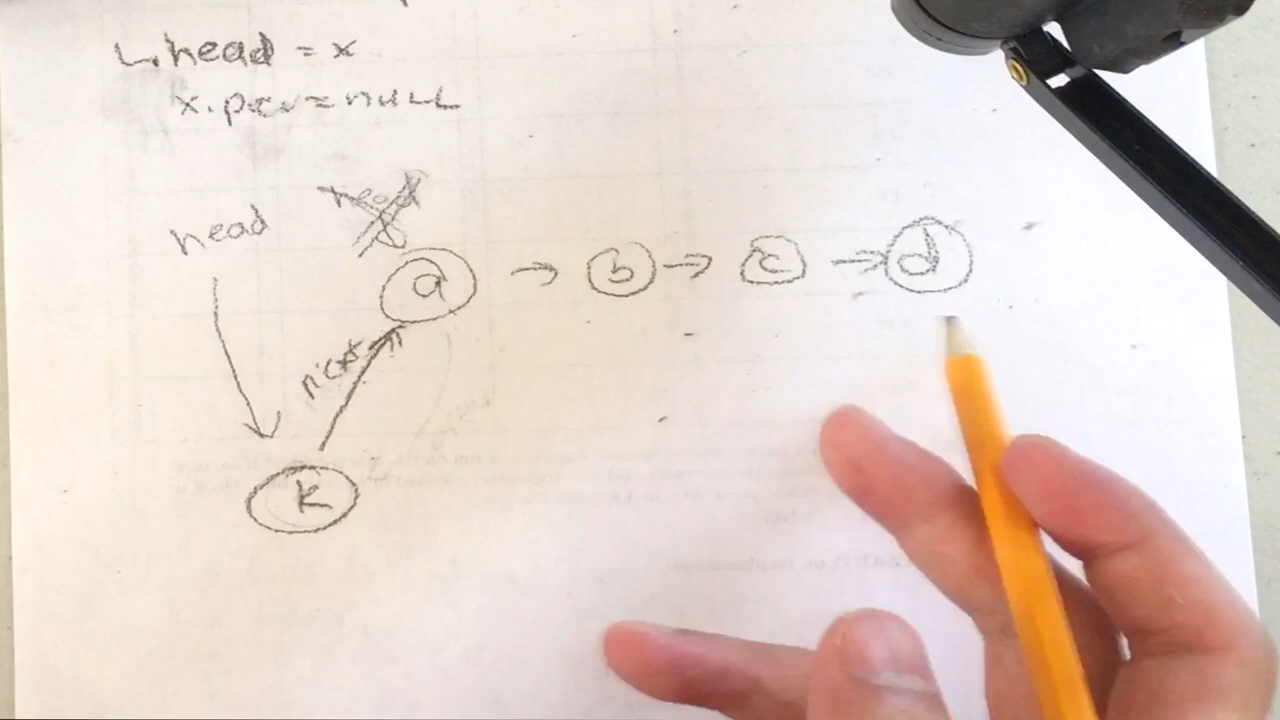 L.head = x
x.prev = null
head head
a → b → c → d
next
k